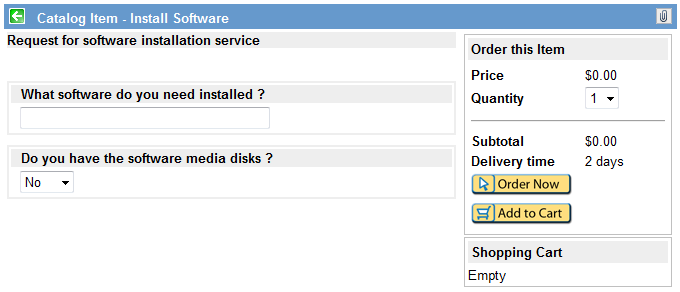 Catalog Item - Install Software
Request for software installation service
What software do you need installed ?
Do you have the software media disks ?
No
Order this Item
Price $0.00
Quantity 1
Subtotal $0.00
Delivery time 2 days
Order Now
Add to Cart
Shopping Cart
Empty